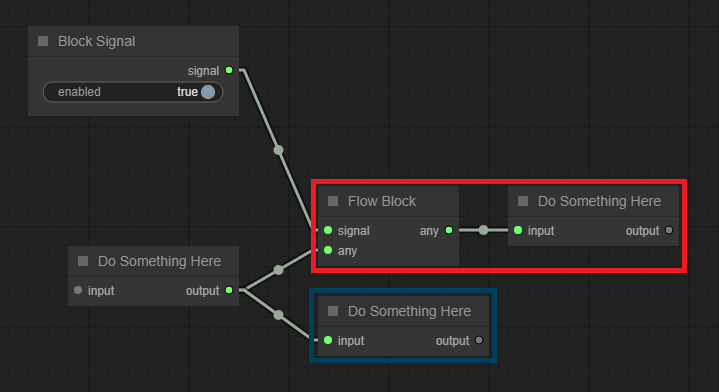 Block Signal
signal
enabled true
Flow Block
signal any
any
Do Something Here
input output
Do Something Here
input output
Do Something Here
input output